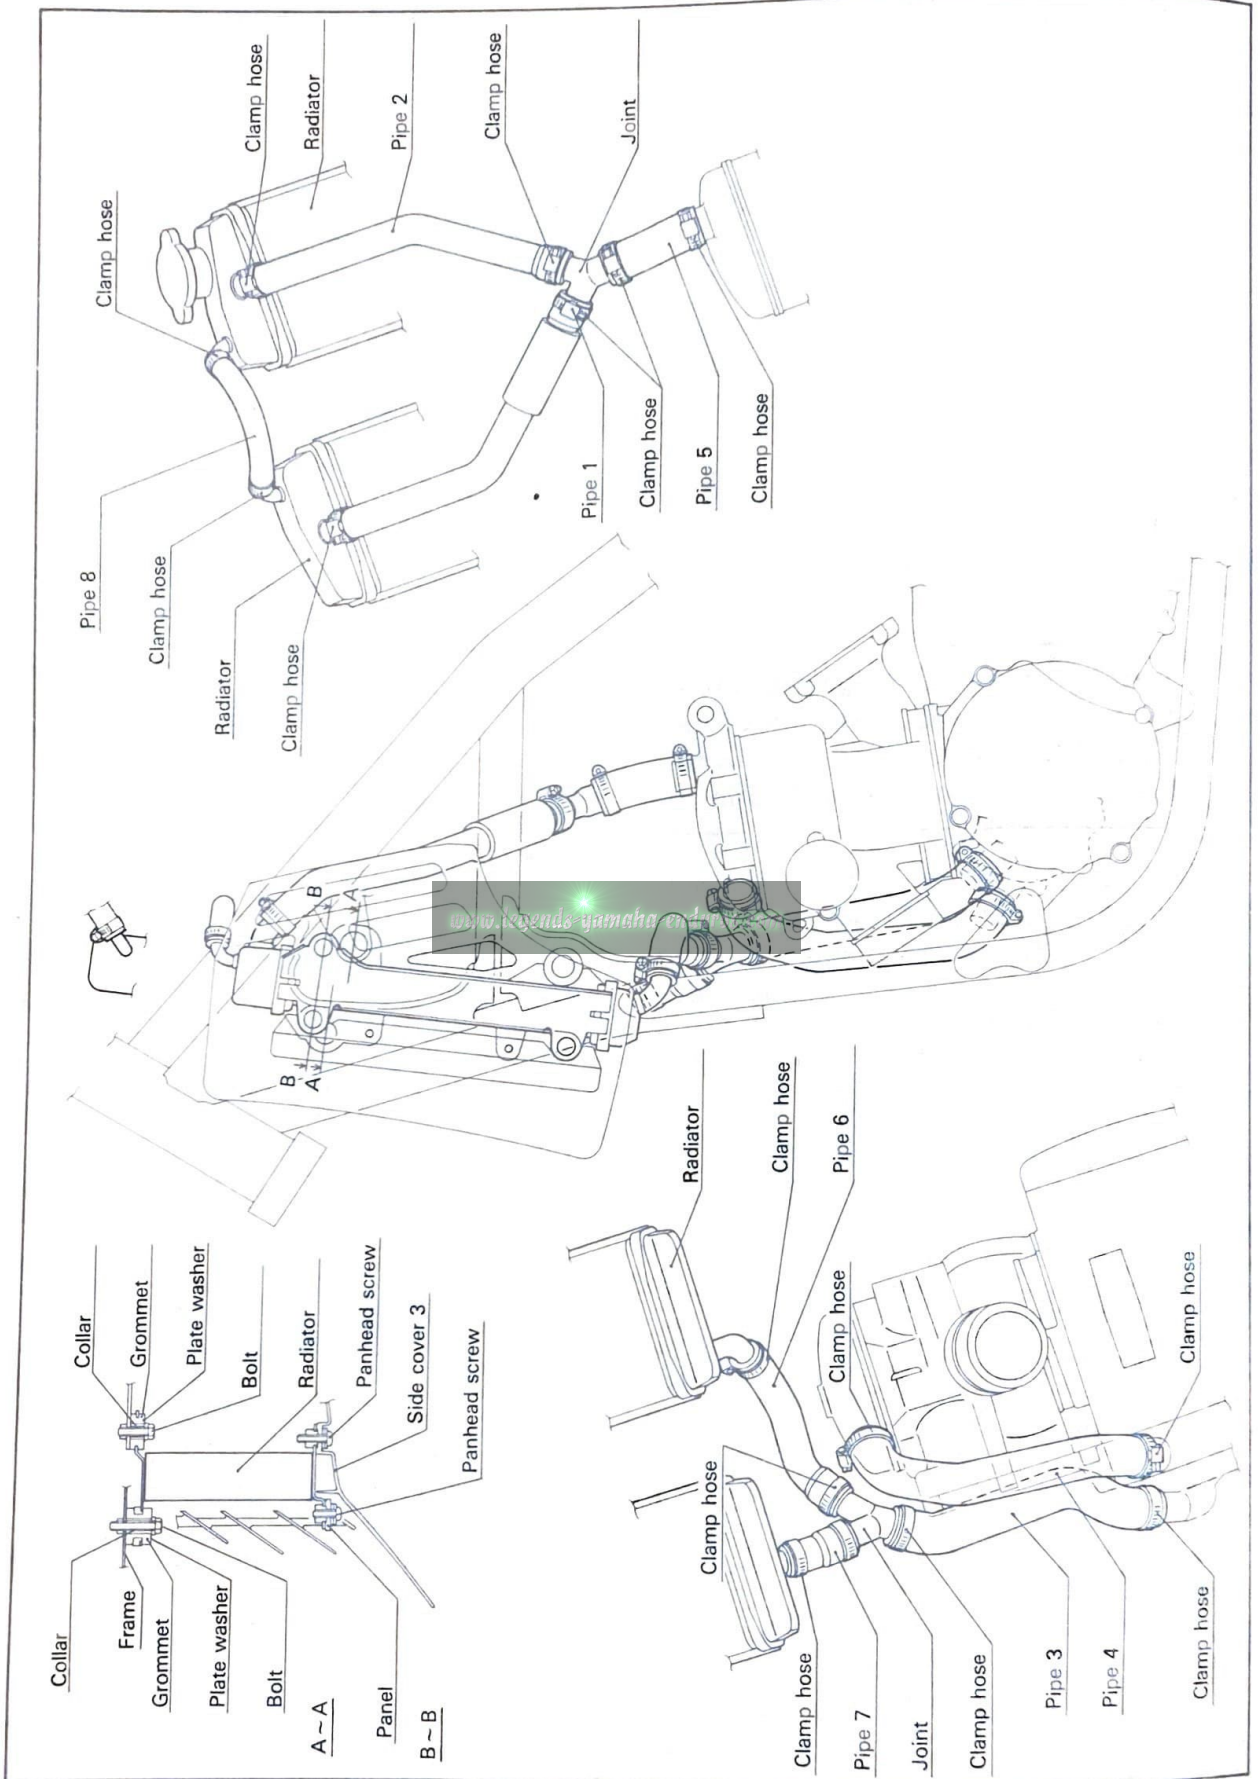 Collar
Grommet
Plate washer
Bolt
Radiator
Panhead screw
Side cover 3
Panhead screw
Collar
Frame
Grommet
Plate washer
Bolt
A ~ A
Panel
B ~ B
B
A
B
A
Pipe 8
Clamp hose
Radiator
Clamp hose
Clamp hose
Clamp hose
Radiator
Pipe 2
Clamp hose
Joint
Pipe 1
Clamp hose
Pipe 5
Clamp hose
Radiator
Clamp hose
Pipe 6
Clamp hose
Clamp hose
Clamp hose
Clamp hose
Pipe 7
Joint
Clamp hose
Pipe 3
Pipe 4
Clamp hose